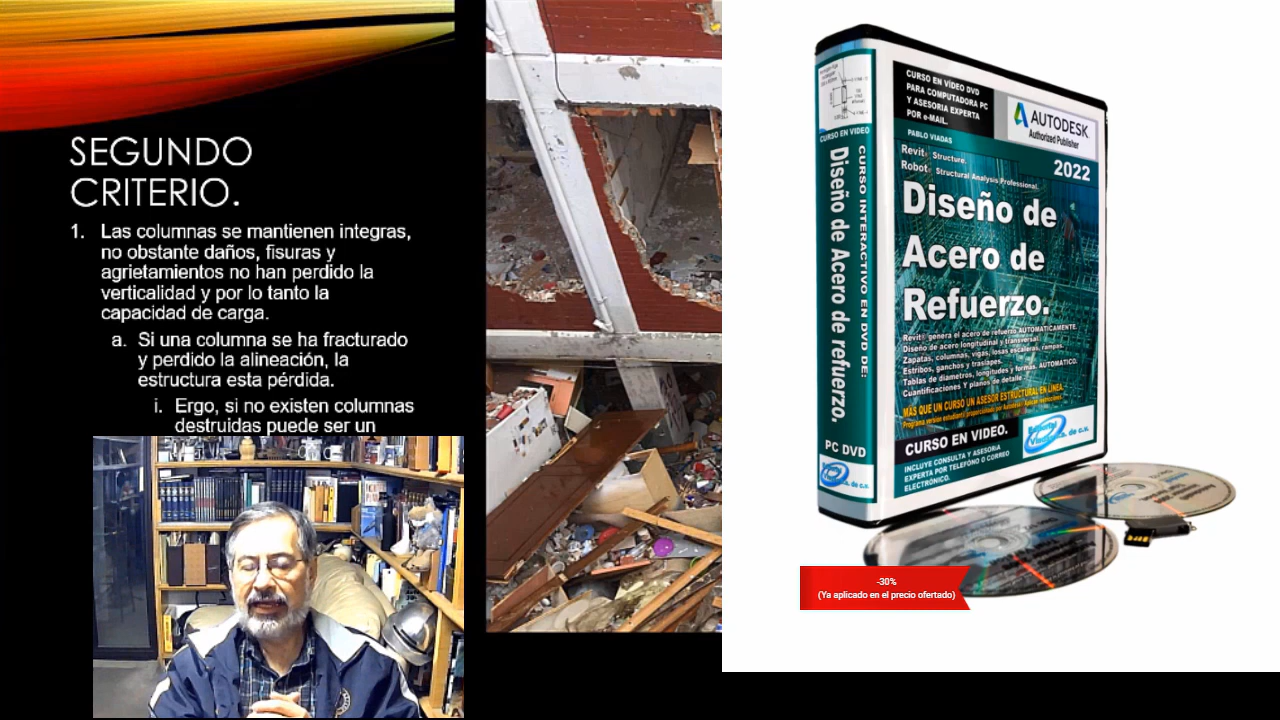 SEGUNDO
CRITERIO.
1. Las columnas se mantienen integras,
no obstante daños, fisuras y
agrietamientos no han perdido la
verticalidad y por lo tanto la
capacidad de carga.
a. Si una columna se ha fracturado
y perdido la alineación, la
estructura esta pérdida.
i. Ergo, si no existen columnas
destruidas puede ser un
CURSO EN VIDEO
Diseño de Acero de refuerzo.
CURSO INTERACTIVO EN DVD DE:
PC DVD
CURSO EN VÍDEO DVD
PARA COMPUTADORA PC
Y ASESORIA EXPERTA
POR e-MAIL.
AUTODESK
Authorized Publisher
PABLO VIADAS
Revit Structure.
Robot Structural Analysis Professional.
2022
Diseño de
Acero de
Refuerzo.
Revit genera el acero de refuerzo AUTOMATICAMENTE.
Diseño de acero longitudinal y transversal.
Zapatas, columnas, vigas, losas escaleras, rampas.
Estribos, ganchos y traslapes.
Tablas de diametros, longitudes y formas. AUTOMATICO.
Cuantificaciones Y planos de detalle
MAS QUE UN CURSO UN ASESOR ESTRUCTURAL EN LINEA.
CURSO EN VIDEO.
INCLUYE CONSULTA Y ASESORIA
EXPERTA POR TELEFONO O CORREO
ELECTRÓNICO.
-30%
(Ya aplicado en el precio ofertado)